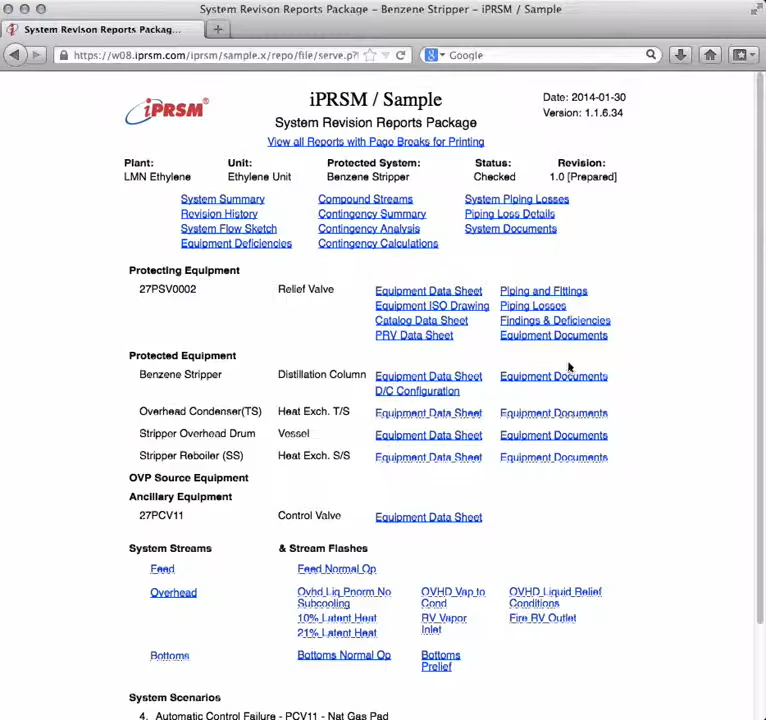 System Revison Reports Package – Benzene Stripper – iPRSM / Sample
System Revison Reports Packag...
https://w08.iprsm.com/iprsm/sample.x/repo/file/serve.p?l
Google
iPRSM®
iPRSM / Sample
System Revision Reports Package
View all Reports with Page Breaks for Printing
Date: 2014-01-30
Version: 1.1.6.34
Plant: Unit: Protected System: Status: Revision:
LMN Ethylene Ethylene Unit Benzene Stripper Checked 1.0 [Prepared]
System Summary Compound Streams System Piping Losses
Revision History Contingency Summary Piping Loss Details
System Flow Sketch Contingency Analysis System Documents
Equipment Deficiencies Contingency Calculations
Protecting Equipment
27PSV0002 Relief Valve Equipment Data Sheet Piping and Fittings
Equipment ISO Drawing Piping Losses
Catalog Data Sheet Findings & Deficiencies
PRV Data Sheet Equipment Documents
Protected Equipment
Benzene Stripper Distillation Column Equipment Data Sheet Equipment Documents
D/C Configuration
Overhead Condenser(TS) Heat Exch. T/S Equipment Data Sheet Equipment Documents
Stripper Overhead Drum Vessel Equipment Data Sheet Equipment Documents
Stripper Reboiler (SS) Heat Exch. S/S Equipment Data Sheet Equipment Documents
OVP Source Equipment
Ancillary Equipment
27PCV11 Control Valve Equipment Data Sheet
System Streams & Stream Flashes
Feed Feed Normal Op
Overhead Ovhd Liq Pnorm No Subcooling OVHD Vap to Cond OVHD Liquid Relief Conditions
10% Latent Heat RV Vapor Inlet Fire RV Outlet
21% Latent Heat
Bottoms Bottoms Normal Op Bottoms Prelief
System Scenarios
4. Automatic Control Failure - PCV11 - Nat Gas Pad